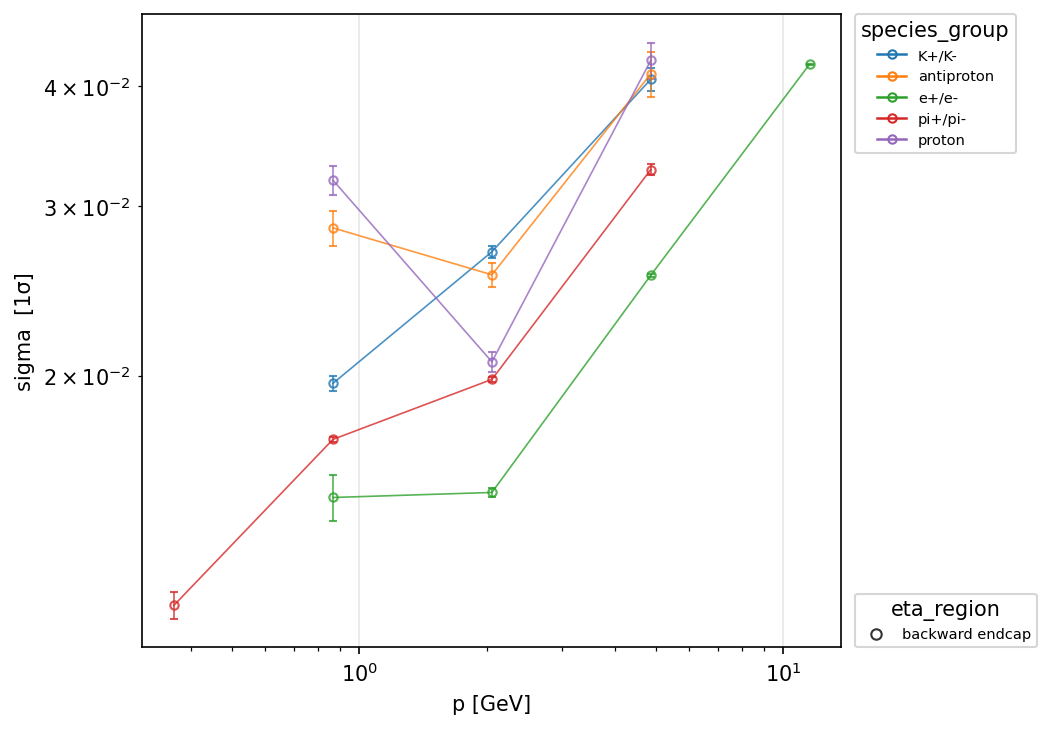 species_group
K+/K-
antiproton
e+/e-
pi+/pi-
proton
4 × 10⁻²
3 × 10⁻²
2 × 10⁻²
sigma [1σ]
10⁰
10¹
p [GeV]
eta_region
backward endcap